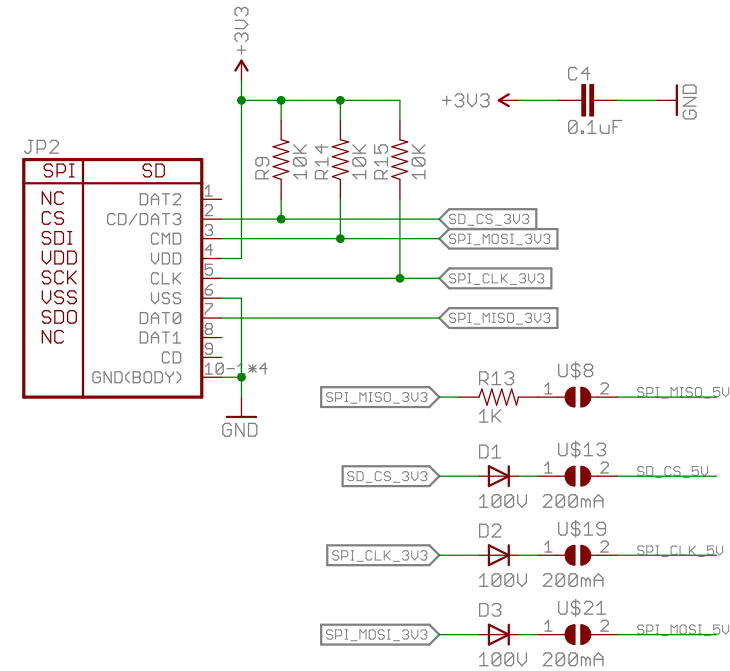 +3V3
C4
+3V3
GND
0.1uF
JP2
R9
10K
R14
10K
R15
10K
SPI SD
NC DAT2 1
CS CD/DAT3 2 SD_CS_3V3
SDI CMD 3 SPI_MOSI_3V3
VDD VDD 4
SCK CLK 5 SPI_CLK_3V3
VSS VSS 6
SDO DAT0 7 SPI_MISO_3V3
NC DAT1 8
CD 9
GND(BODY) 10-1*4
GND
R13 U$8
SPI_MISO_3V3 1 2 SPI_MISO_5V
1K
D1 U$13
SD_CS_3V3 1 2 SD_CS_5V
100V 200mA
D2 U$19
SPI_CLK_3V3 1 2 SPI_CLK_5V
100V 200mA
D3 U$21
SPI_MOSI_3V3 1 2 SPI_MOSI_5V
100V 200mA